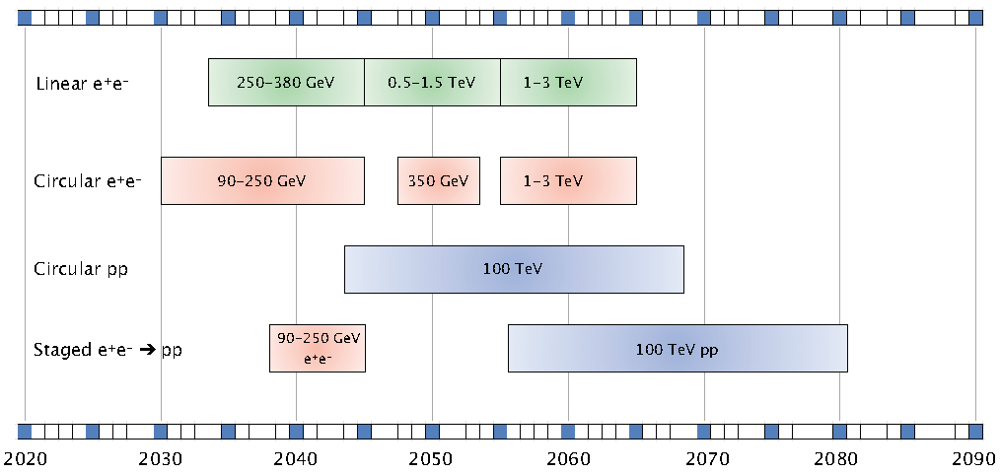 Linear e⁺e⁻
250–380 GeV
0.5–1.5 TeV
1–3 TeV
Circular e⁺e⁻
90–250 GeV
350 GeV
1–3 TeV
Circular pp
100 TeV
Staged e⁺e⁻ ➔ pp
90–250 GeV
e⁺e⁻
100 TeV pp
2020 2030 2040 2050 2060 2070 2080 2090